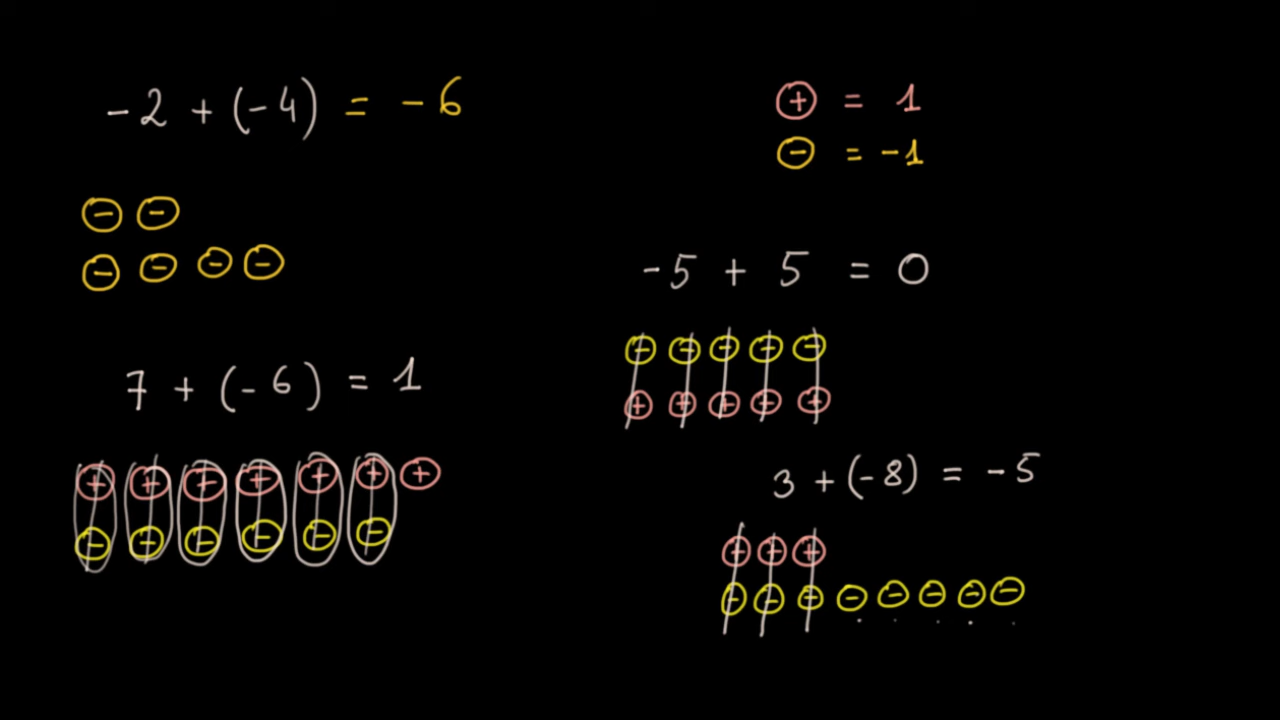 -2 + (-4) = -6
⊕ = 1
⊖ = -1
⊖ ⊖
⊖ ⊖ ⊖ ⊖
-5 + 5 = 0
⊖ ⊖ ⊖ ⊖ ⊖
⊕ ⊕ ⊕ ⊕ ⊕
7 + (-6) = 1
⊕ ⊕ ⊕ ⊕ ⊕ ⊕ ⊕
⊖ ⊖ ⊖ ⊖ ⊖ ⊖
3 + (-8) = -5
⊕ ⊕ ⊕
⊖ ⊖ ⊖ ⊖ ⊖ ⊖ ⊖ ⊖